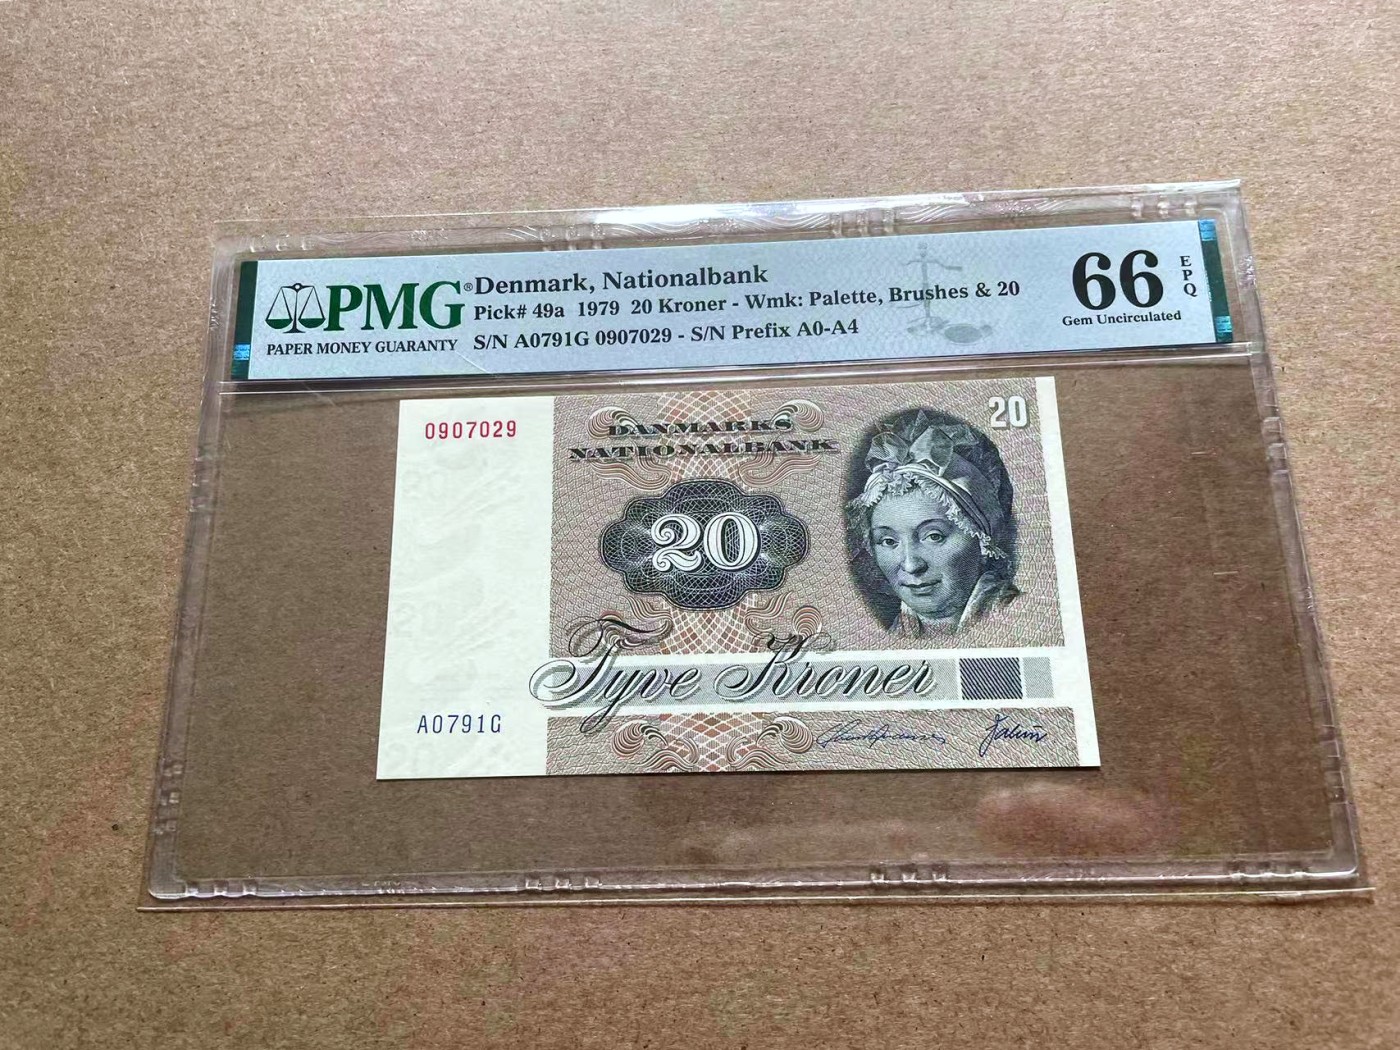 PMG®
PAPER MONEY GUARANTY
Denmark, Nationalbank
Pick# 49a 1979 20 Kroner - Wmk: Palette, Brushes & 20
S/N A0791G 0907029 - S/N Prefix A0-A4
66
EPQ
Gem Uncirculated
0907029
DANMARKS
NATIONALBANK
20
20
Tyve Kroner
A0791G